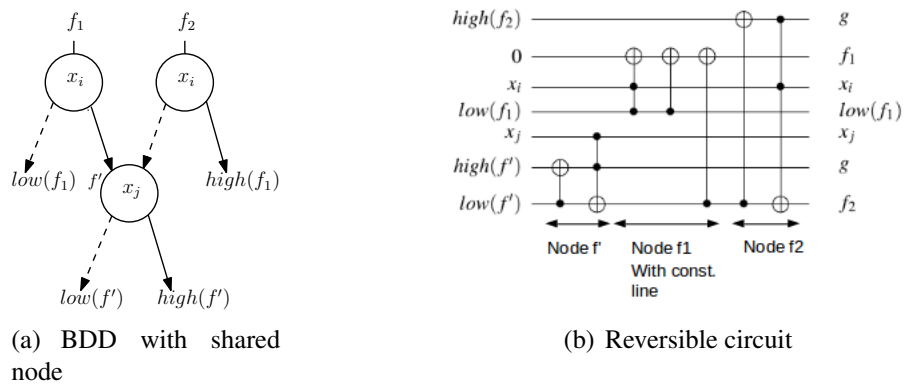 f₁ f₂
xᵢ xᵢ
low(f₁) f' high(f₁)
xⱼ
low(f') high(f')
(a) BDD with shared
node
high(f₂) g
0 f₁
xᵢ xᵢ
low(f₁) low(f₁)
xⱼ xⱼ
high(f') g
low(f') f₂
Node f' Node f1 Node f2
With const.
line
(b) Reversible circuit